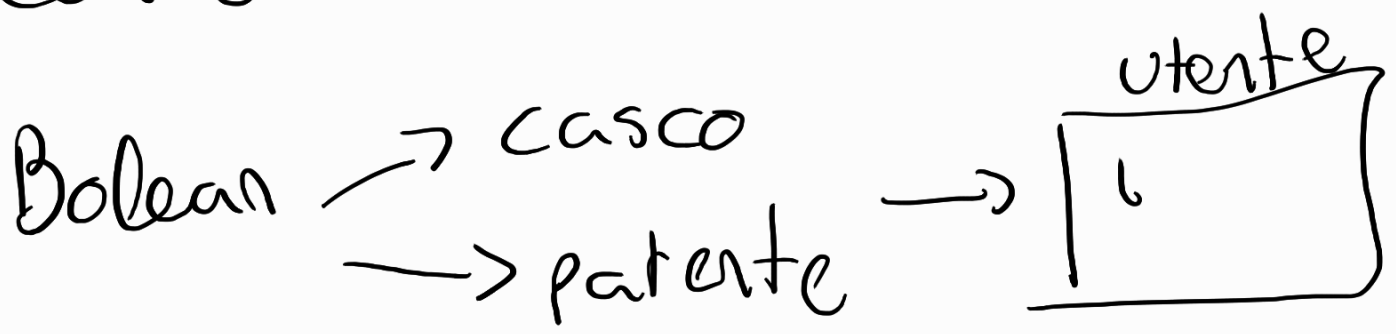 utente
Bolean → casco →
→ patente